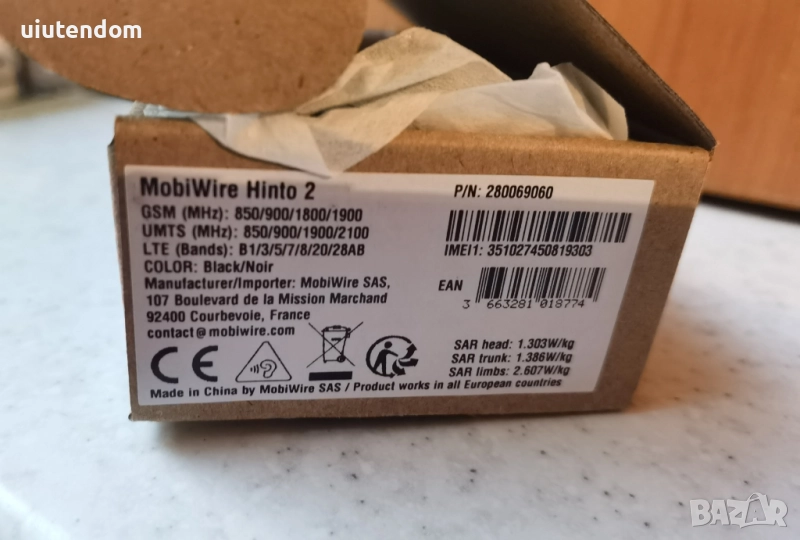 uiutendom
MobiWire Hinto 2
P/N: 280069060
GSM (MHz): 850/900/1800/1900
UMTS (MHz): 850/900/1900/2100
LTE (Bands): B1/3/5/7/8/20/28AB
IMEI1: 351027450819303
COLOR: Black/Noir
Manufacturer/Importer: MobiWire SAS,
107 Boulevard de la Mission Marchand
92400 Courbevoie, France
contact@mobiwire.com
EAN
3 663281 018774
CE
SAR head: 1.303W/kg
SAR trunk: 1.386W/kg
SAR limbs: 2.607W/kg
Made in China by MobiWire SAS / Product works in all European countries
BAZAR